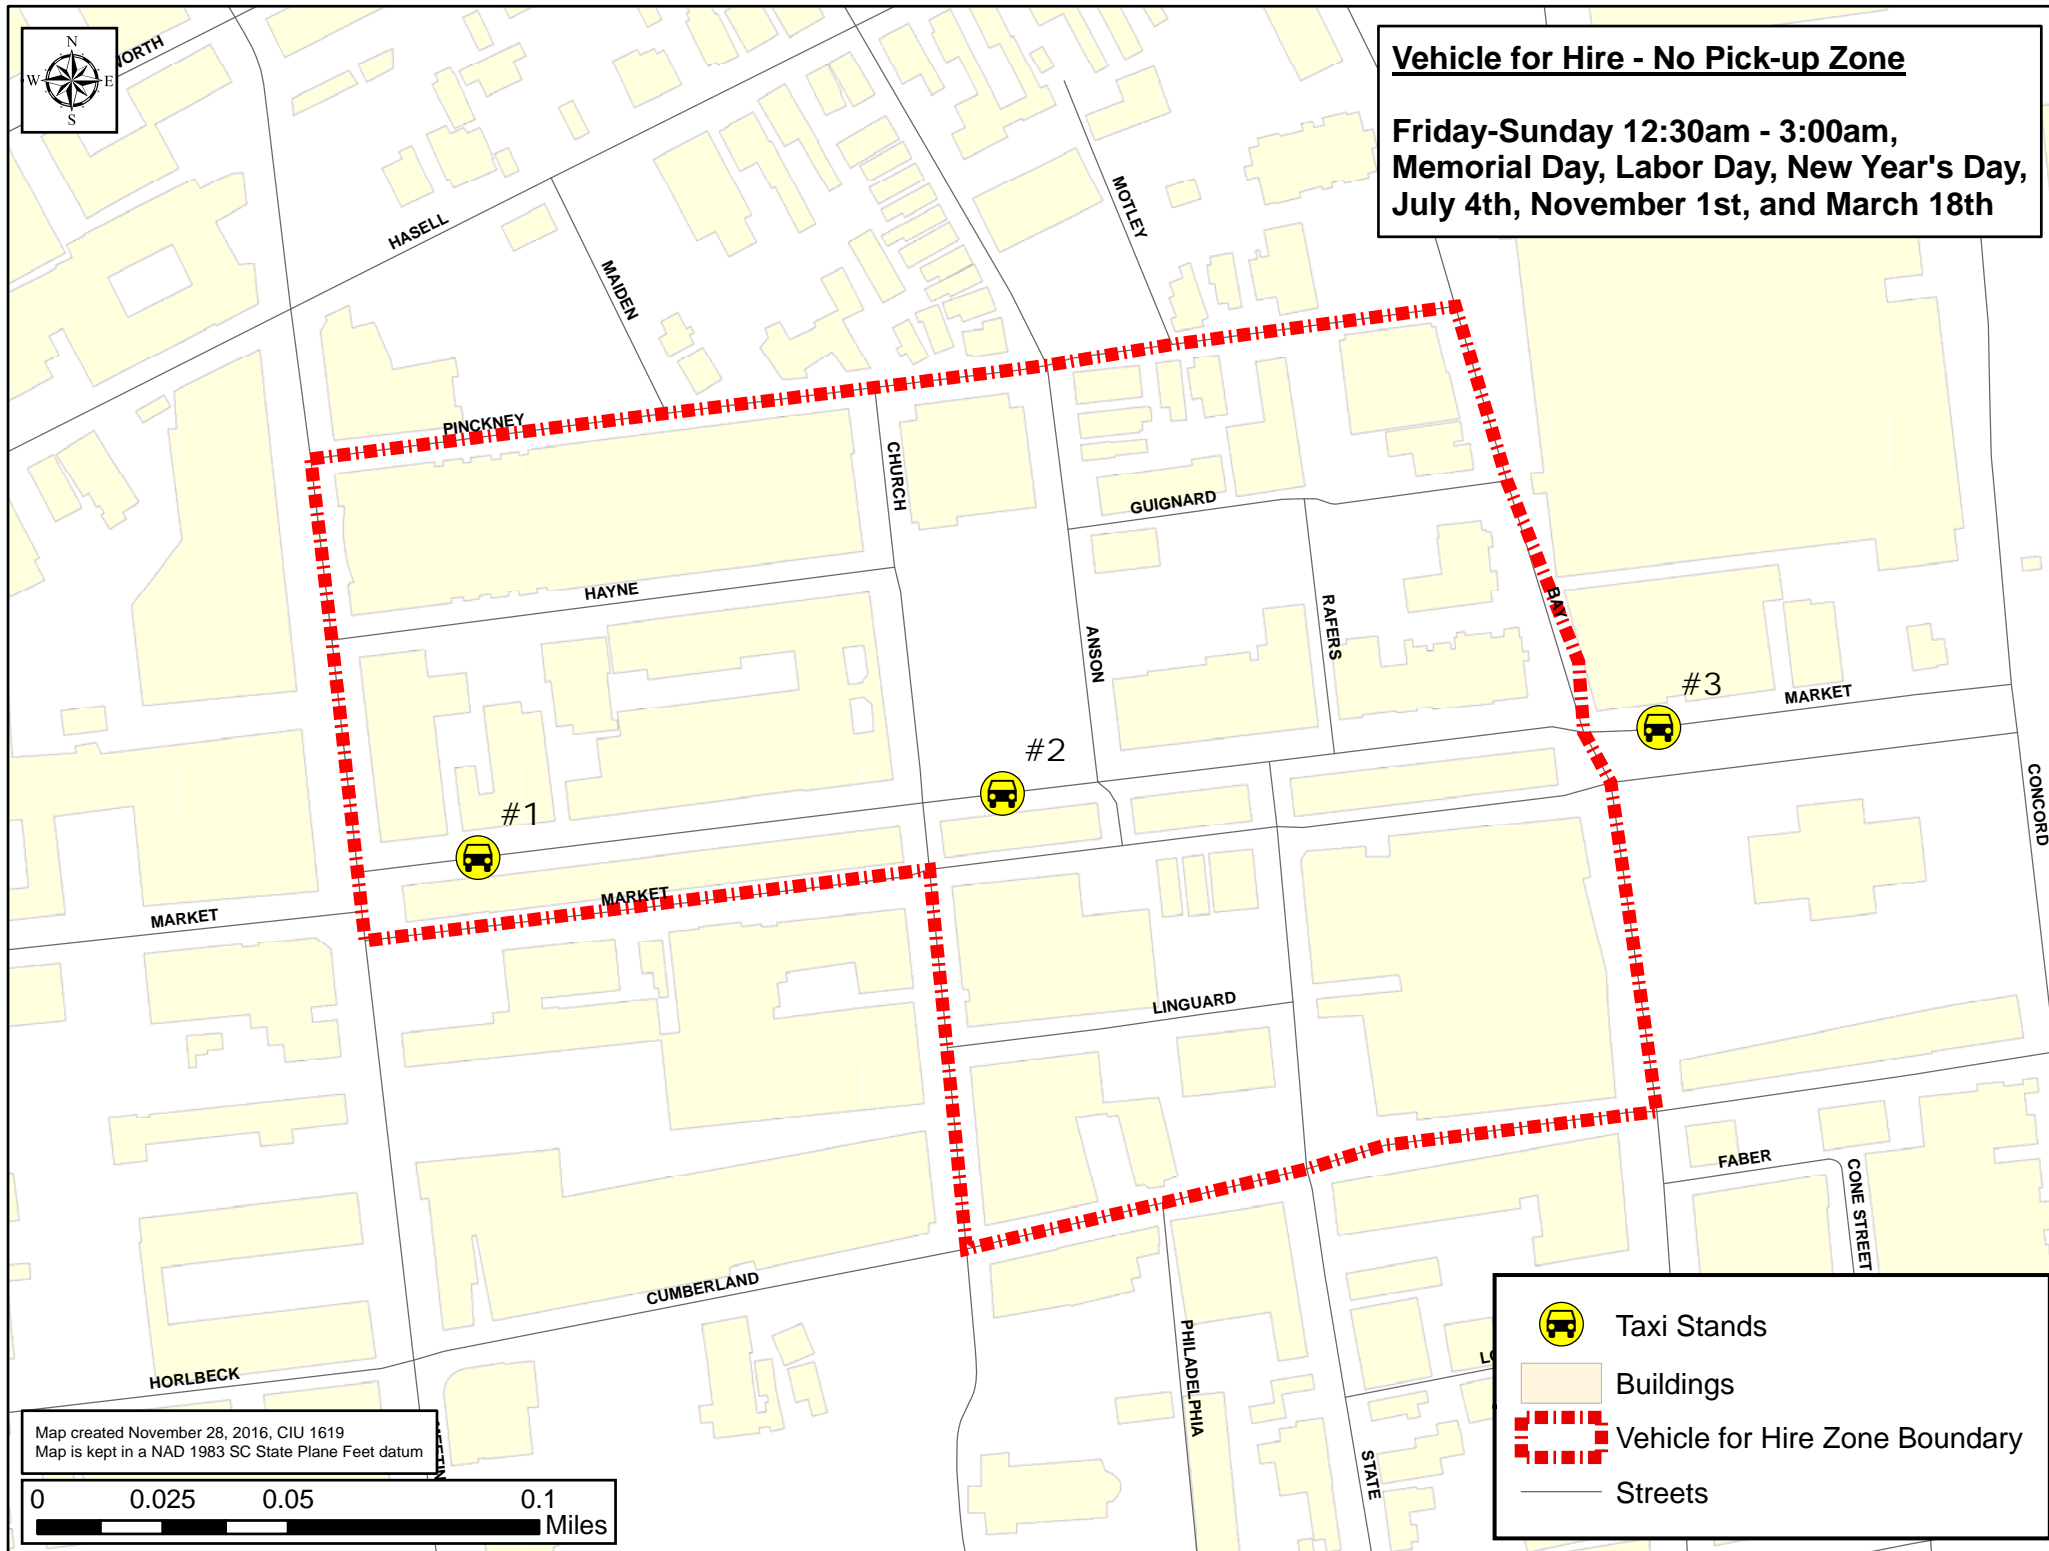 N
W
E
S
WORTH
Vehicle for Hire - No Pick-up Zone
Friday-Sunday 12:30am - 3:00am,
Memorial Day, Labor Day, New Year's Day,
July 4th, November 1st, and March 18th
HASELL
MAIDEN
MOTLEY
PINCKNEY
CHURCH
GUIGNARD
HAYNE
ANSON
RAFERS
BAY
#3
MARKET
#2
#1
CONCORD
MARKET
MARKET
LINGUARD
FABER
CONE STREET
CUMBERLAND
HORLBECK
PHILADELPHIA
STATE
Taxi Stands
Buildings
Vehicle for Hire Zone Boundary
Streets
Map created November 28, 2016, CIU 1619
Map is kept in a NAD 1983 SC State Plane Feet datum
0 0.025 0.05 0.1
Miles